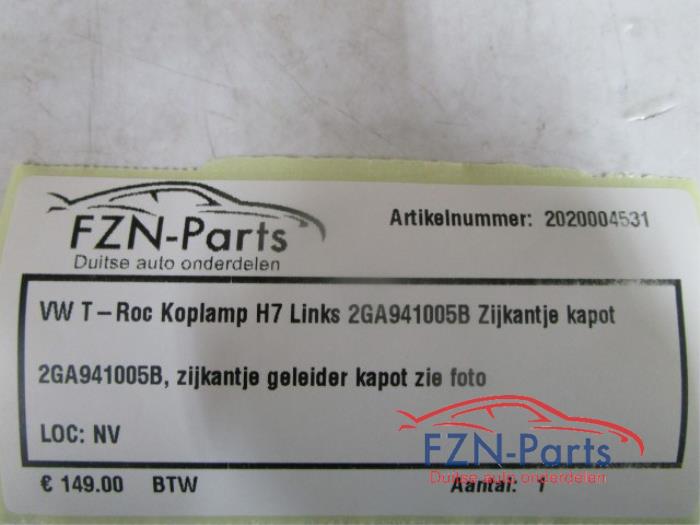 FZN-Parts
Duitse auto onderdelen
Artikelnummer: 2020004531
VW T-Roc Koplamp H7 Links 2GA941005B Zijkantje kapot
2GA941005B, zijkantje geleider kapot zie foto
LOC: NV
€ 149.00 BTW
Aantal: 1
FZN-Parts
Duitse auto onderdelen